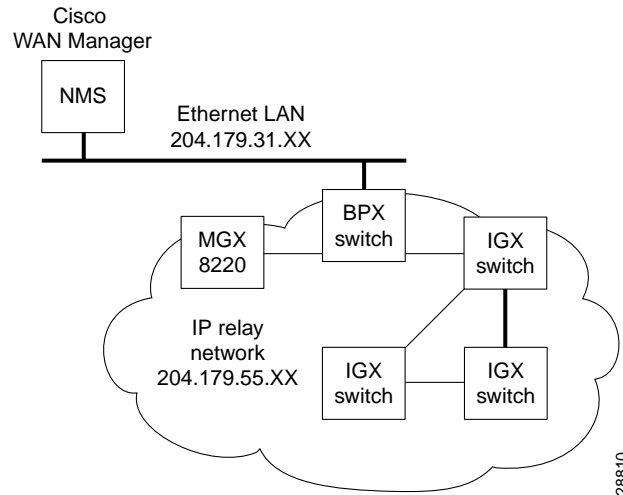 Cisco
WAN Manager
NMS
Ethernet LAN
204.179.31.XX
BPX
switch
MGX
8220
IGX
switch
IP relay
network
204.179.55.XX
IGX
switch
IGX
switch
28810